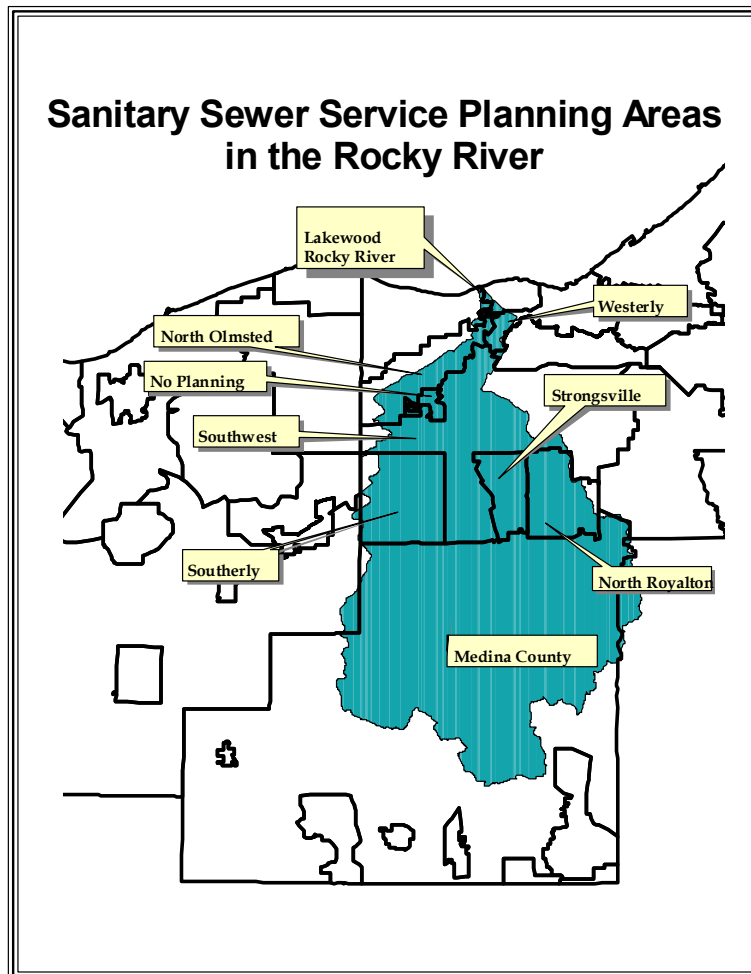 Sanitary Sewer Service Planning Areas
in the Rocky River
Lakewood
Rocky River
Westerly
North Olmsted
No Planning
Strongsville
Southwest
Southerly
North Royalton
Medina County